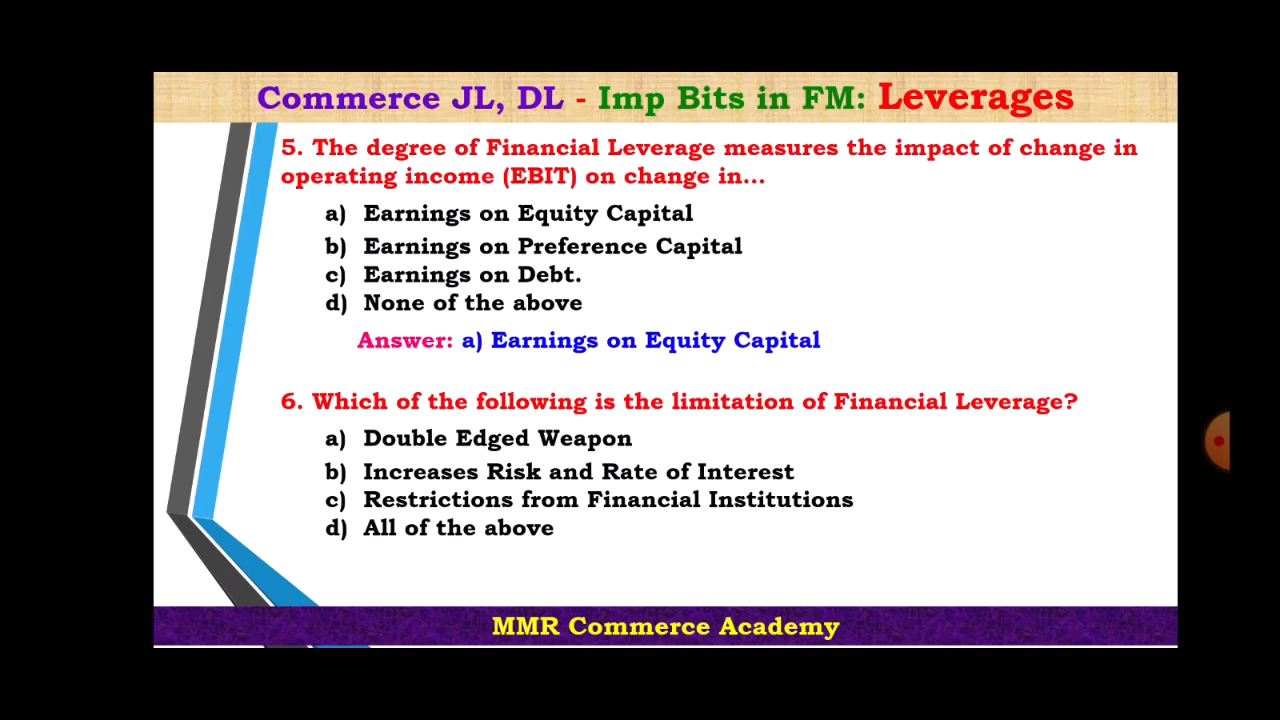 Commerce JL, DL - Imp Bits in FM: Leverages
5. The degree of Financial Leverage measures the impact of change in
operating income (EBIT) on change in...
a) Earnings on Equity Capital
b) Earnings on Preference Capital
c) Earnings on Debt.
d) None of the above
Answer: a) Earnings on Equity Capital
6. Which of the following is the limitation of Financial Leverage?
a) Double Edged Weapon
b) Increases Risk and Rate of Interest
c) Restrictions from Financial Institutions
d) All of the above
MMR Commerce Academy